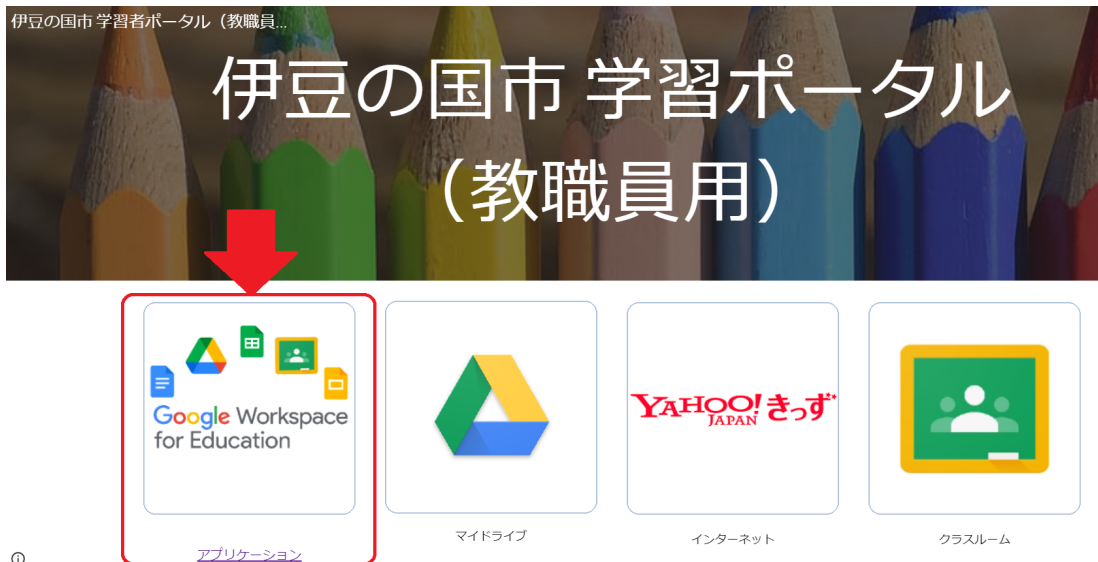 伊豆の国市 学習者ポータル（教職員...
伊豆の国市 学習ポータル
（教職員用）
Google Workspace
for Education
YAHOO! きっず
JAPAN
アプリケーション
マイドライブ
インターネット
クラスルーム